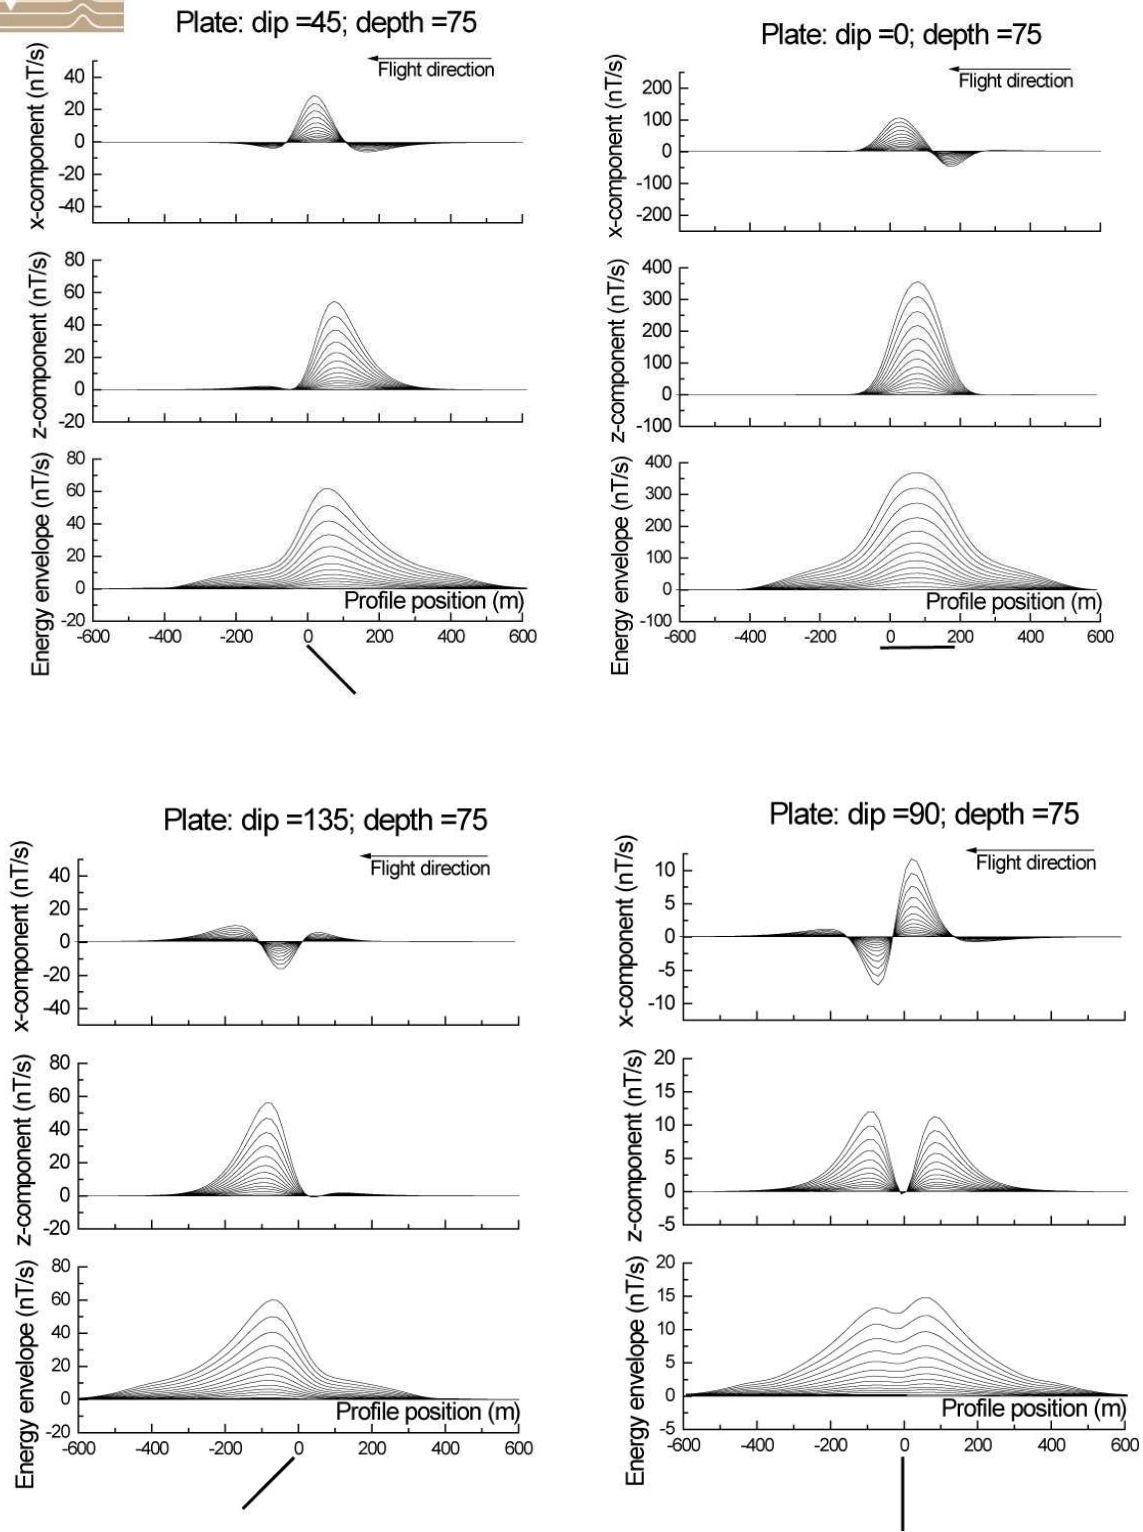 Plate: dip =45; depth =75
Flight direction
x-component (nT/s)
40
20
0
-20
-40
z-component (nT/s)
80
60
40
20
0
-20
Energy envelope (nT/s)
80
60
40
20
0
-20
Profile position (m)
-600 -400 -200 0 200 400 600
Plate: dip =0; depth =75
Flight direction
x-component (nT/s)
200
100
0
-100
-200
z-component (nT/s)
400
300
200
100
0
-100
Energy envelope (nT/s)
400
300
200
100
0
-100
Profile position (m)
-600 -400 -200 0 200 400 600
Plate: dip =135; depth =75
Flight direction
x-component (nT/s)
40
20
0
-20
-40
z-component (nT/s)
80
60
40
20
0
-20
Energy envelope (nT/s)
80
60
40
20
0
-20
Profile position (m)
-600 -400 -200 0 200 400 600
Plate: dip =90; depth =75
Flight direction
x-component (nT/s)
10
5
0
-5
-10
z-component (nT/s)
20
15
10
5
0
-5
Energy envelope (nT/s)
20
15
10
5
0
-5
Profile position (m)
-600 -400 -200 0 200 400 600